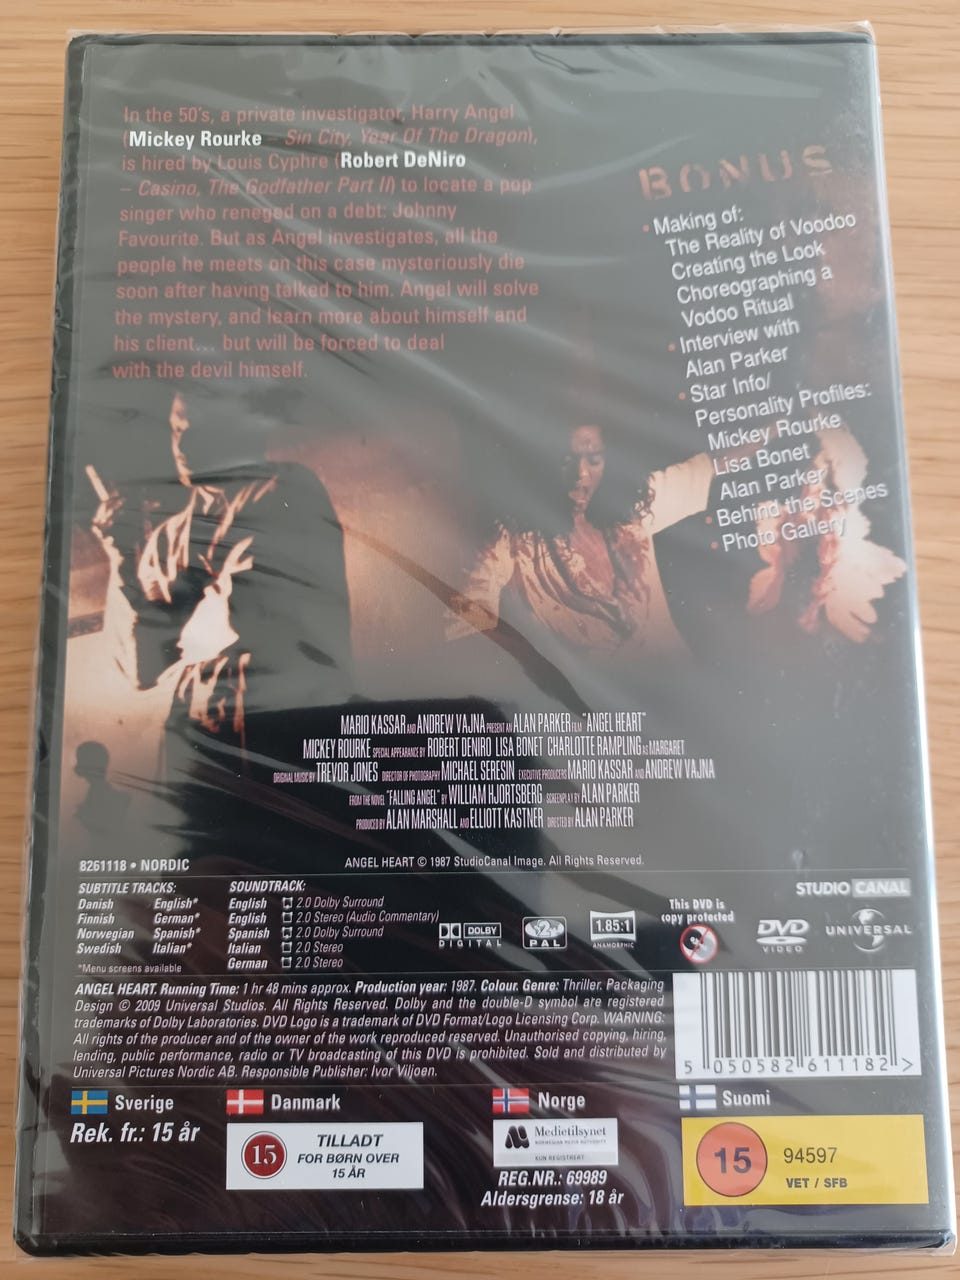 In the 50's, a private investigator, Harry Angel
(Mickey Rourke – Sin City, Year Of The Dragon),
is hired by Louis Cyphre (Robert DeNiro
– Casino, The Godfather Part II) to locate a pop
singer who reneged on a debt: Johnny
Favourite. But as Angel investigates, all the
people he meets on this case mysteriously die
soon after having talked to him. Angel will solve
the mystery, and learn more about himself and
his client... but will be forced to deal
with the devil himself.
BONUS
• Making of:
The Reality of Voodoo
Creating the Look
Choreographing a
Vodoo Ritual
• Interview with
Alan Parker
• Star Info/
Personality Profiles:
Mickey Rourke
Lisa Bonet
Alan Parker
• Behind the Scenes
• Photo Gallery
MARIO KASSAR AND ANDREW VAJNA PRESENT AN ALAN PARKER FILM "ANGEL HEART"
MICKEY ROURKE SPECIAL APPEARANCE BY ROBERT DENIRO LISA BONET CHARLOTTE RAMPLING AS MARGARET
ORIGINAL MUSIC BY TREVOR JONES DIRECTOR OF PHOTOGRAPHY MICHAEL SERESIN EXECUTIVE PRODUCERS MARIO KASSAR AND ANDREW VAJNA
FROM THE NOVEL "FALLING ANGEL" BY WILLIAM HJORTSBERG SCREENPLAY BY ALAN PARKER
PRODUCED BY ALAN MARSHALL AND ELLIOTT KASTNER DIRECTED BY ALAN PARKER
8261118 • NORDIC
ANGEL HEART © 1987 StudioCanal Image. All Rights Reserved.
STUDIO CANAL
SUBTITLE TRACKS:
Danish English*
Finnish German*
Norwegian Spanish*
Swedish Italian*
*Menu screens available
SOUNDTRACK:
English 2.0 Dolby Surround
English 2.0 Stereo (Audio Commentary)
Spanish 2.0 Dolby Surround
Italian 2.0 Stereo
German 2.0 Stereo
DOLBY
DIGITAL
2
PAL
1.85:1
ANAMORPHIC
This DVD is
copy protected
DVD
VIDEO
UNIVERSAL
ANGEL HEART. Running Time: 1 hr 48 mins approx. Production year: 1987. Colour. Genre: Thriller. Packaging
Design © 2009 Universal Studios. All Rights Reserved. Dolby and the double-D symbol are registered
trademarks of Dolby Laboratories. DVD Logo is a trademark of DVD Format/Logo Licensing Corp. WARNING:
All rights of the producer and of the owner of the work reproduced reserved. Unauthorised copying, hiring,
lending, public performance, radio or TV broadcasting of this DVD is prohibited. Sold and distributed by
Universal Pictures Nordic AB. Responsible Publisher: Ivor Viljoen.
5 050582 611182 >
Sverige
Rek. fr.: 15 år
Danmark
15
TILLADT
FOR BØRN OVER
15 ÅR
Norge
Medietilsynet
NORWEGIAN MEDIA AUTHORITY
KUN REGISTRERT
REG.NR.: 69989
Aldersgrense: 18 år
Suomi
15
94597
VET / SFB